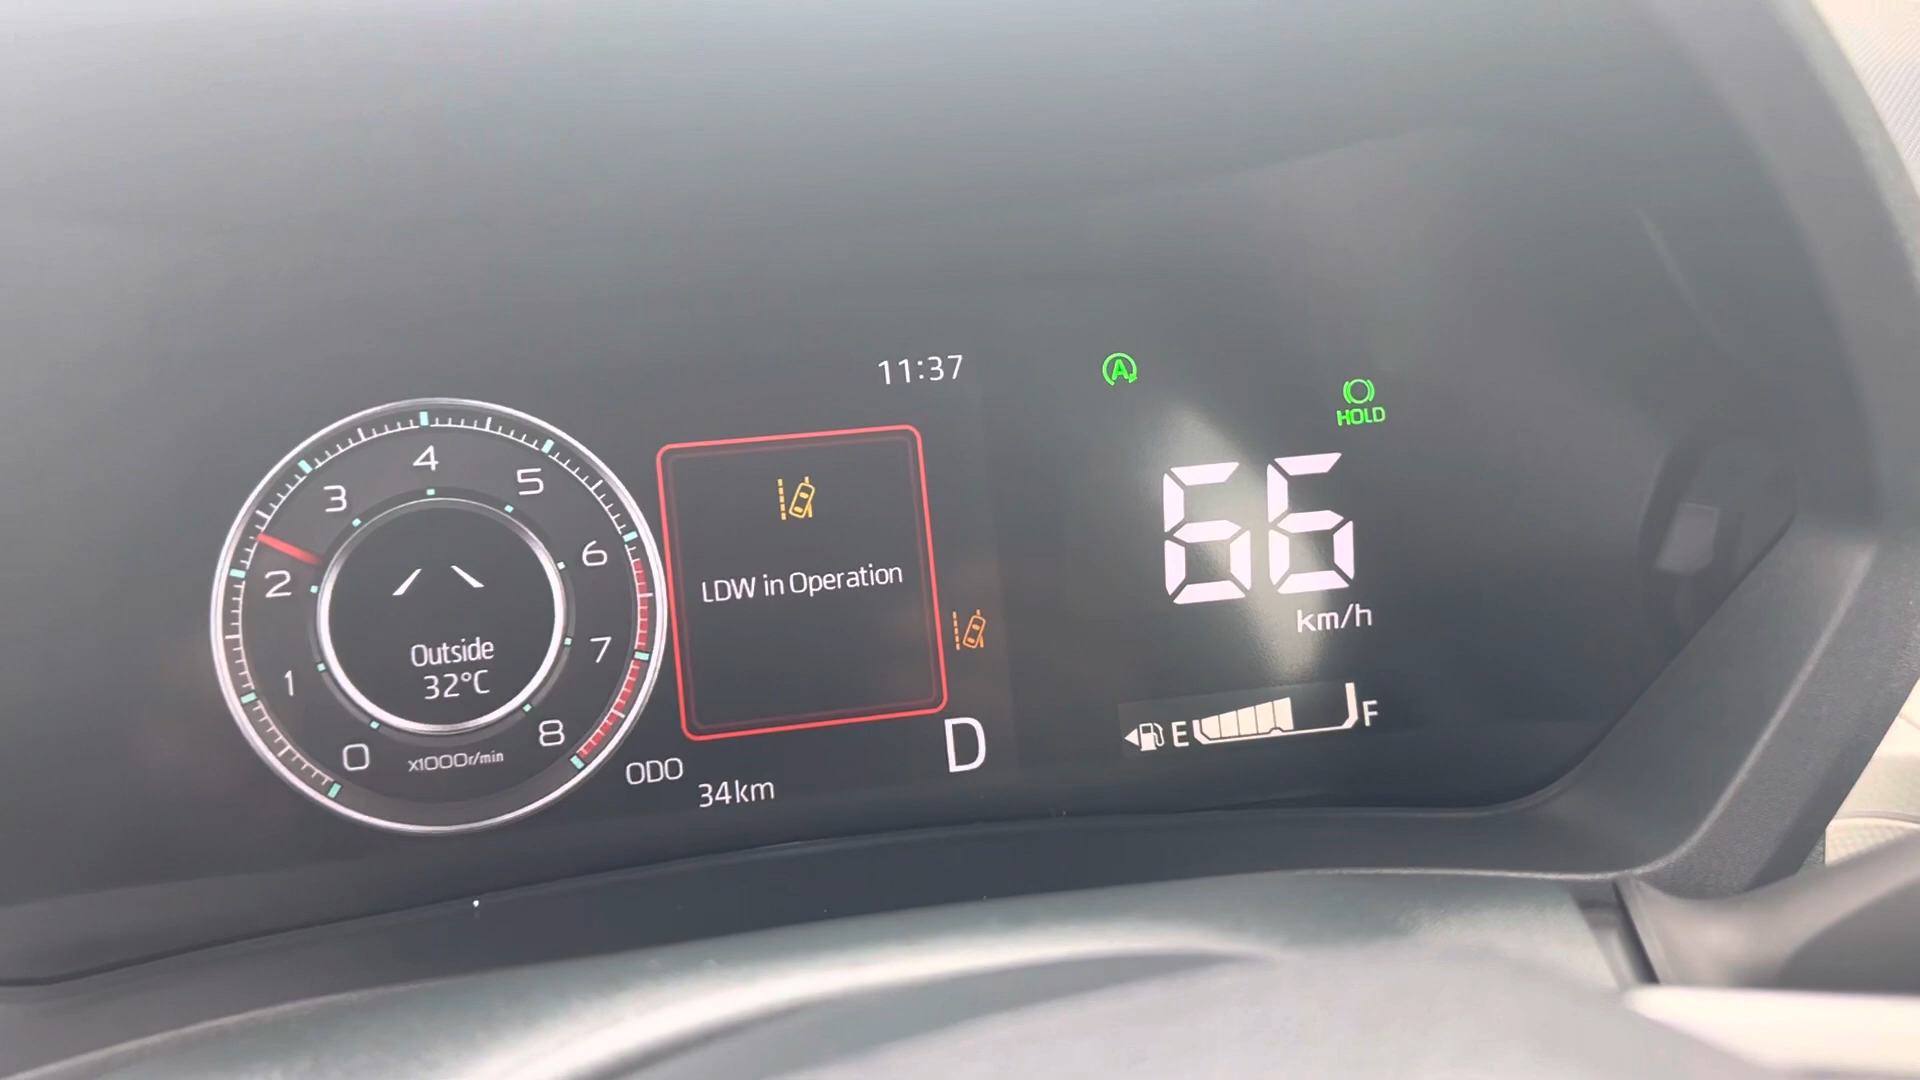 11:37
A
HOLD
0
1
2
3
4
5
6
7
8
x1000r/min
Outside
32°C
LDW in Operation
66
km/h
E
F
D
ODO
34km